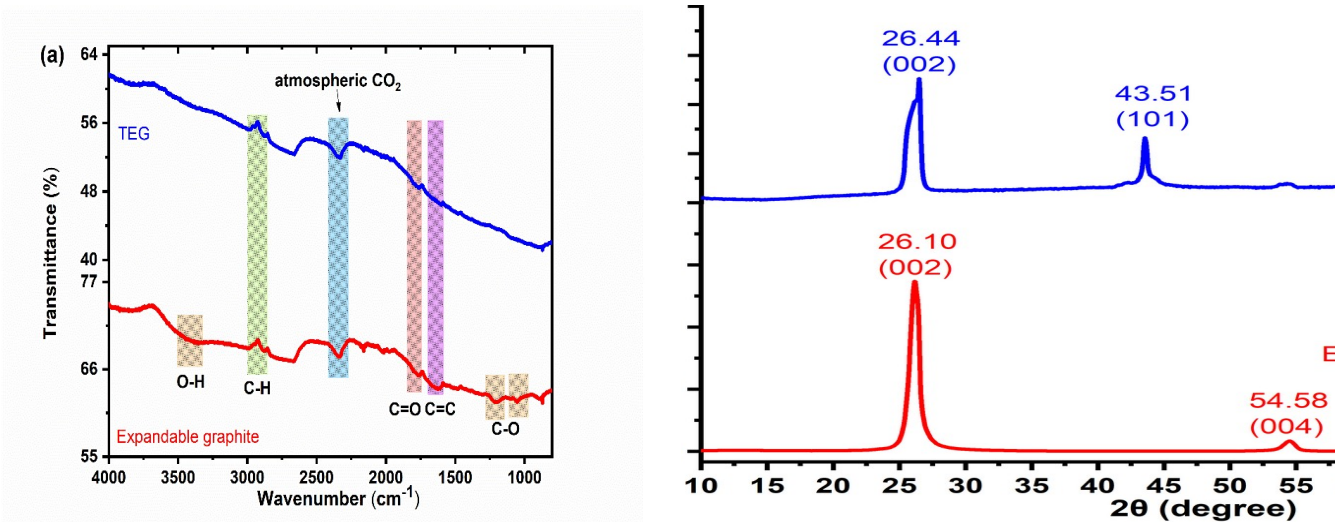 (a)
64
56
48
40
77
66
55
Transmittance (%)
atmospheric CO₂
TEG
O-H
C-H
C=O
C=C
C-O
Expandable graphite
4000 3500 3000 2500 2000 1500 1000
Wavenumber (cm⁻¹)
26.44
(002)
43.51
(101)
26.10
(002)
E
54.58
(004)
10 15 20 25 30 35 40 45 50 55
2θ (degree)